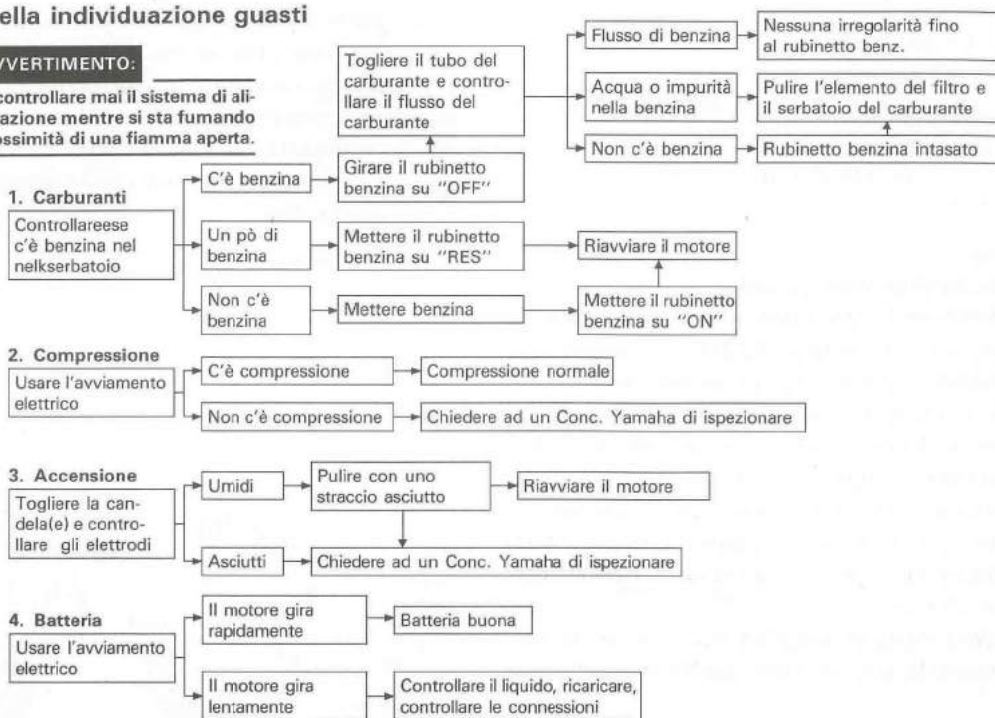 ella individuazione guasti
VVERTIMENTO:
controllare mai il sistema di ali-
azione mentre si sta fumando
ossimità di una fiamma aperta.
Togliere il tubo del
carburante e contro-
llare il flusso del
carburante
Flusso di benzina
Nessuna irregolarità fino
al rubinetto benz.
Acqua o impurità
nella benzina
Pulire l'elemento del filtro e
il serbatoio del carburante
Non c'è benzina
Rubinetto benzina intasato
1. Carburanti
Controllareese
c'è benzina nel
nelkserbatoio
C'è benzina
Girare il rubinetto
benzina su "OFF"
Un pò di
benzina
Mettere il rubinetto
benzina su "RES"
Riavviare il motore
Non c'è
benzina
Mettere benzina
Mettere il rubinetto
benzina su "ON"
2. Compressione
Usare l'avviamento
elettrico
C'è compressione
Compressione normale
Non c'è compressione
Chiedere ad un Conc. Yamaha di ispezionare
3. Accensione
Togliere la can-
dela(e) e contro-
llare gli elettrodi
Umidi
Pulire con uno
straccio asciutto
Riavviare il motore
Asciutti
Chiedere ad un Conc. Yamaha di ispezionare
4. Batteria
Usare l'avviamento
elettrico
Il motore gira
rapidamente
Batteria buona
Il motore gira
lentamente
Controllare il liquido, ricaricare,
controllare le connessioni